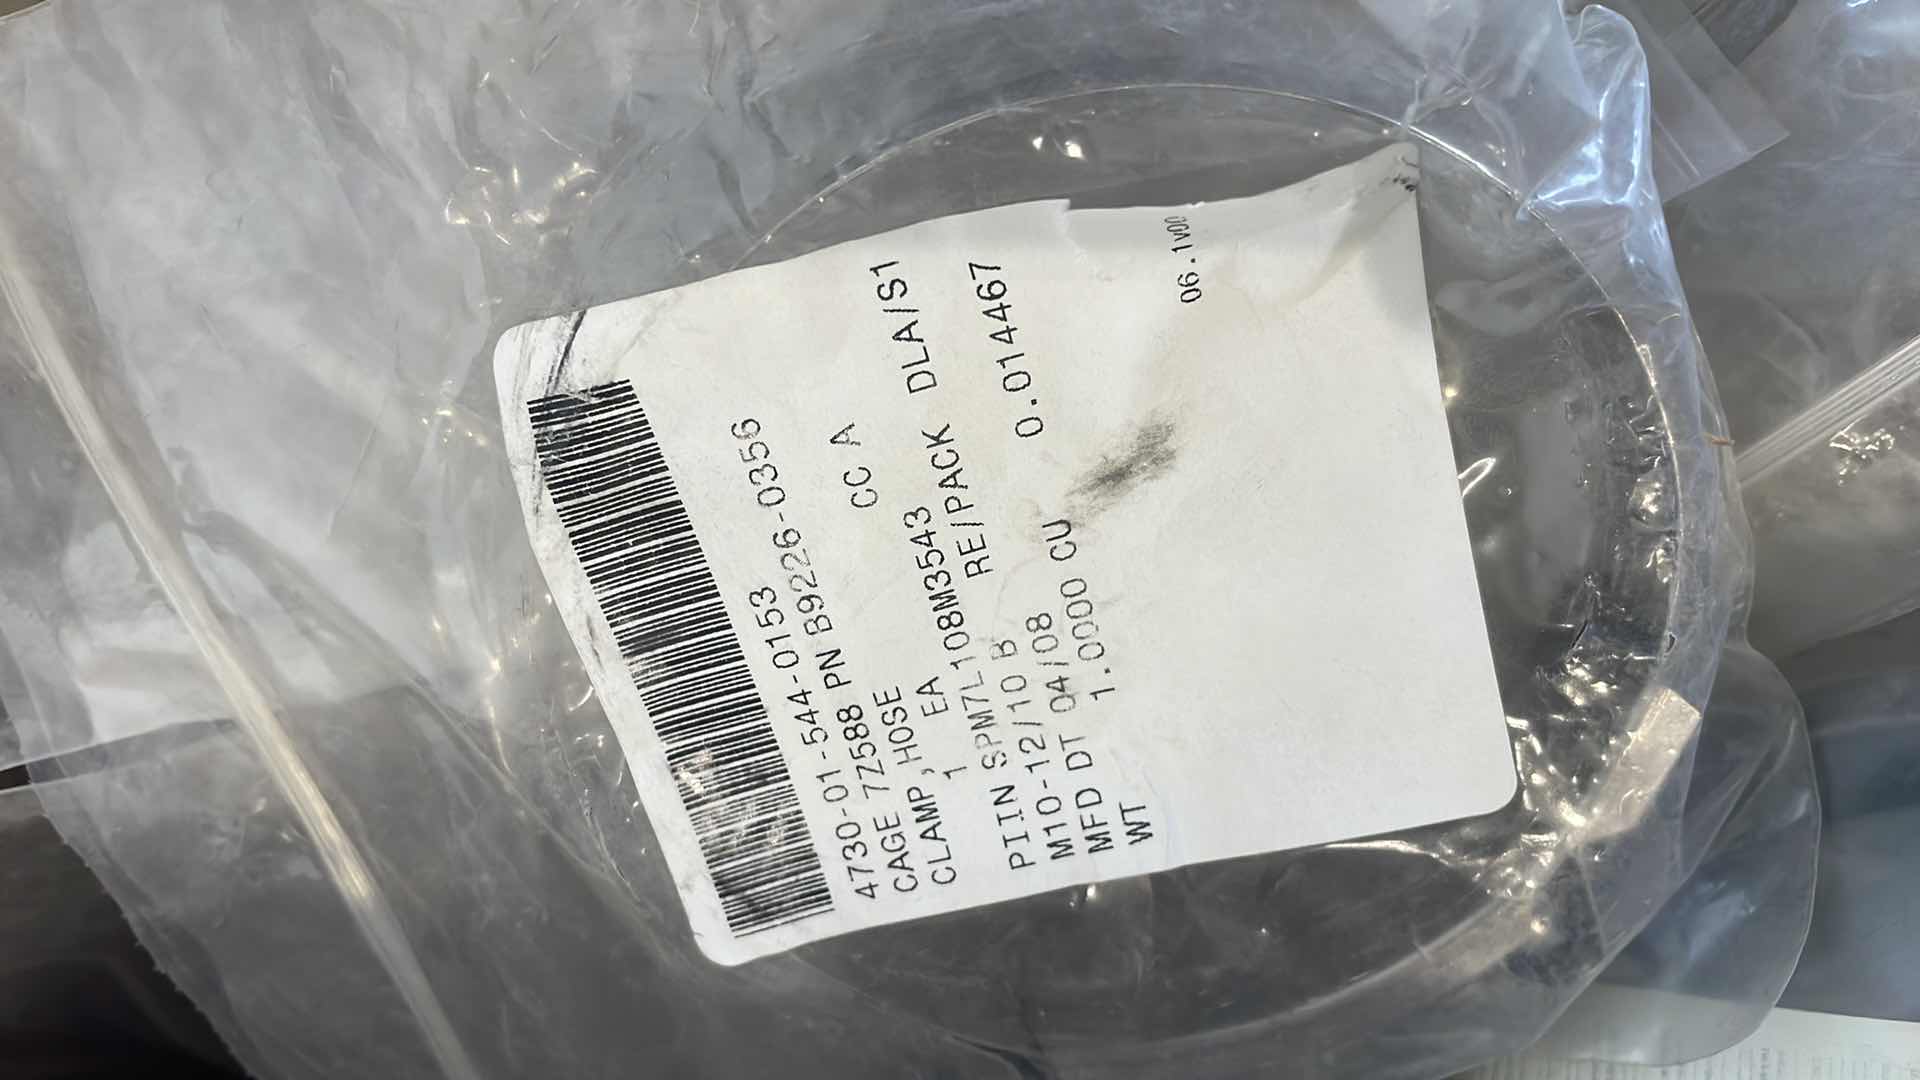 4730-01-544-0153
CAGE 7Z588 PN B9226-0356
CLAMP,HOSE
1 EA CC A
PIIN SPM7L108M3543
M10-12/10 B RE/PACK DLA/S1
MFD DT 04/08
WT 1.0000 CU 0.014467
06.1V00